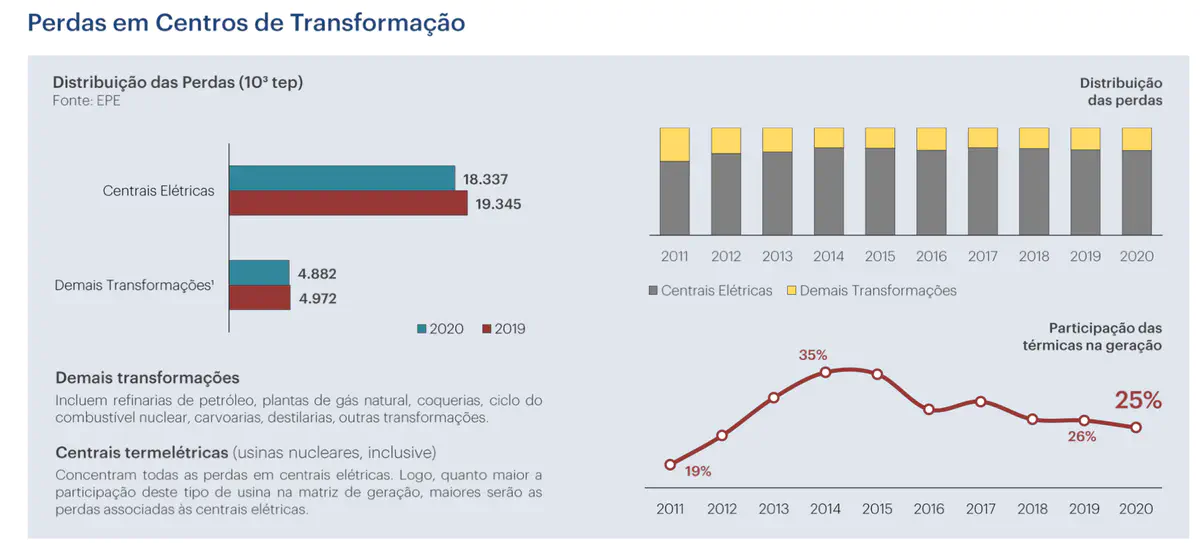 Perdas em Centros de Transformação
Distribuição das Perdas (10³ tep)
Fonte: EPE
Centrais Elétricas
18.337
19.345
Demais Transformações¹
4.882
4.972
2020
2019
Demais transformações
Incluem refinarias de petróleo, plantas de gás natural, coquerias, ciclo do
combustível nuclear, carvoarias, destilarias, outras transformações.
Centrais termelétricas (usinas nucleares, inclusive)
Concentram todas as perdas em centrais elétricas. Logo, quanto maior a
participação deste tipo de usina na matriz de geração, maiores serão as
perdas associadas às centrais elétricas.
Distribuição
das perdas
2011 2012 2013 2014 2015 2016 2017 2018 2019 2020
Centrais Elétricas Demais Transformações
Participação das
térmicas na geração
35%
25%
26%
19%
2011 2012 2013 2014 2015 2016 2017 2018 2019 2020